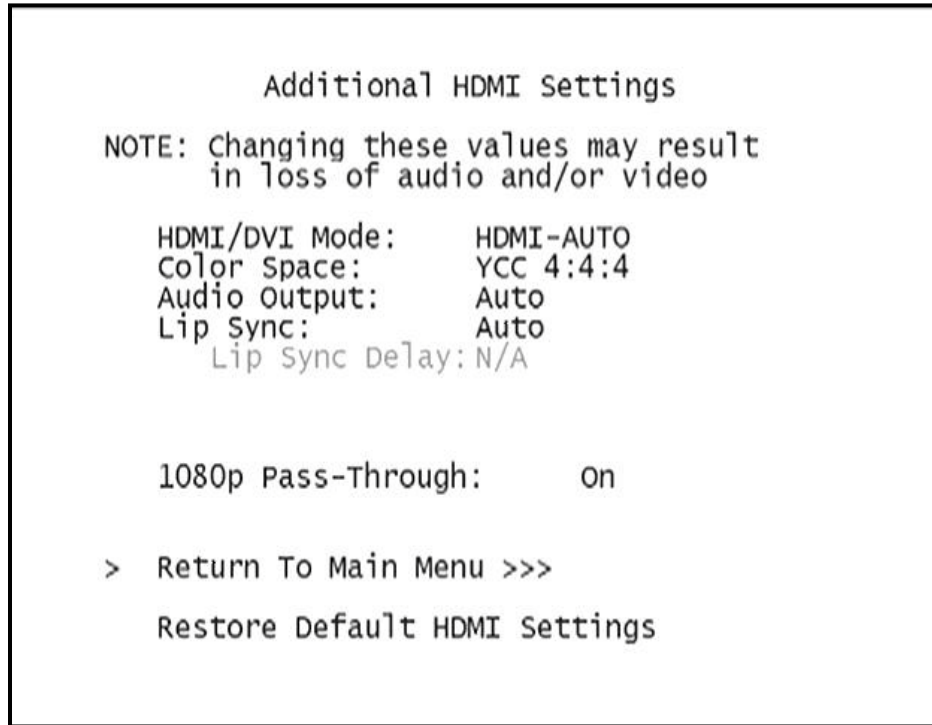 Additional HDMI Settings
NOTE: Changing these values may result
in loss of audio and/or video
HDMI/DVI Mode: HDMI-AUTO
Color Space: YCC 4:4:4
Audio Output: Auto
Lip Sync: Auto
Lip Sync Delay: N/A
1080p Pass-Through: On
> Return To Main Menu >>>
Restore Default HDMI Settings